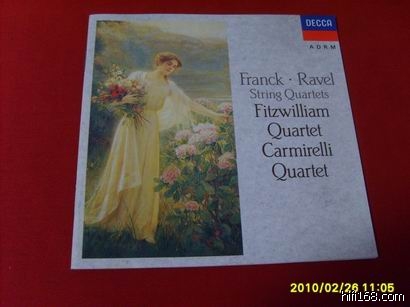 DECCA
ADRM
Franck · Ravel
String Quartets
Fitzwilliam
Quartet
Carmirelli
Quartet
2010/02/26 11:05
hifi168.com